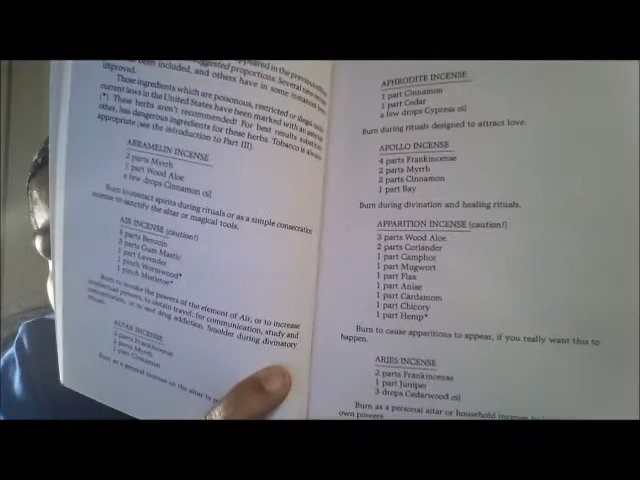 appeared in the previous
suggested proportions. Several new
been included, and others have in some instances been
improved.
Those ingredients which are poisonous, restricted or illegal
current laws in the United States have been marked with an asterisk
(*). These herbs aren't recommended! For best results substitute
other, less dangerous ingredients for these herbs. Tobacco is always
appropriate (see the introduction to Part III).
ABRAMELIN INCENSE
2 parts Myrrh
1 part Wood Aloe
a few drops Cinnamon oil
Burn to contact spirits during rituals or as a simple consecration
incense to sanctify the altar or magical tools.
AIR INCENSE (caution!)
4 parts Benzoin
2 parts Gum Mastic
1 part Lavender
1 pinch Wormwood*
1 pinch Mistletoe*
Burn to invoke the powers of the element of Air, or to increase
intellectual powers; to obtain travel; for communication, study and
concentration, or to end drug addiction. Smolder during divinatory
rituals.
ALTAR INCENSE
3 parts Frankincense
2 parts Myrrh
1 part Cinnamon
Burn as a general incense on the altar to
APHRODITE INCENSE
1 part Cinnamon
1 part Cedar
a few drops Cypress oil
Burn during rituals designed to attract love.
APOLLO INCENSE
4 parts Frankincense
2 parts Myrrh
2 parts Cinnamon
1 part Bay
Burn during divination and healing rituals.
APPARITION INCENSE (caution!)
3 parts Wood Aloe
2 parts Coriander
1 part Camphor
1 part Mugwort
1 part Flax
1 part Anise
1 part Cardamom
1 part Chicory
1 part Hemp*
Burn to cause apparitions to appear, if you really want this to
happen.
ARIES INCENSE
2 parts Frankincense
1 part Juniper
3 drops Cedarwood oil
Burn as a personal altar or household incense
own powers.